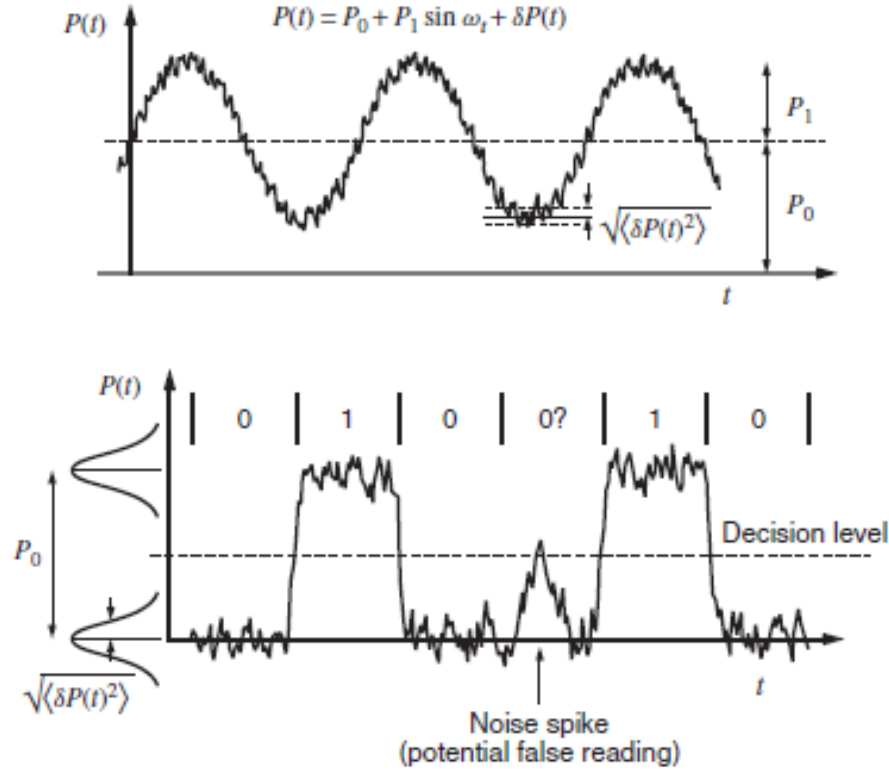 P(t)
P(t) = P₀ + P₁ sin ωₜ + δP(t)
P₁
P₀
√⟨δP(t)²⟩
t
P(t)
0 1 0 0? 1 0
Decision level
P₀
√⟨δP(t)²⟩
t
Noise spike
(potential false reading)